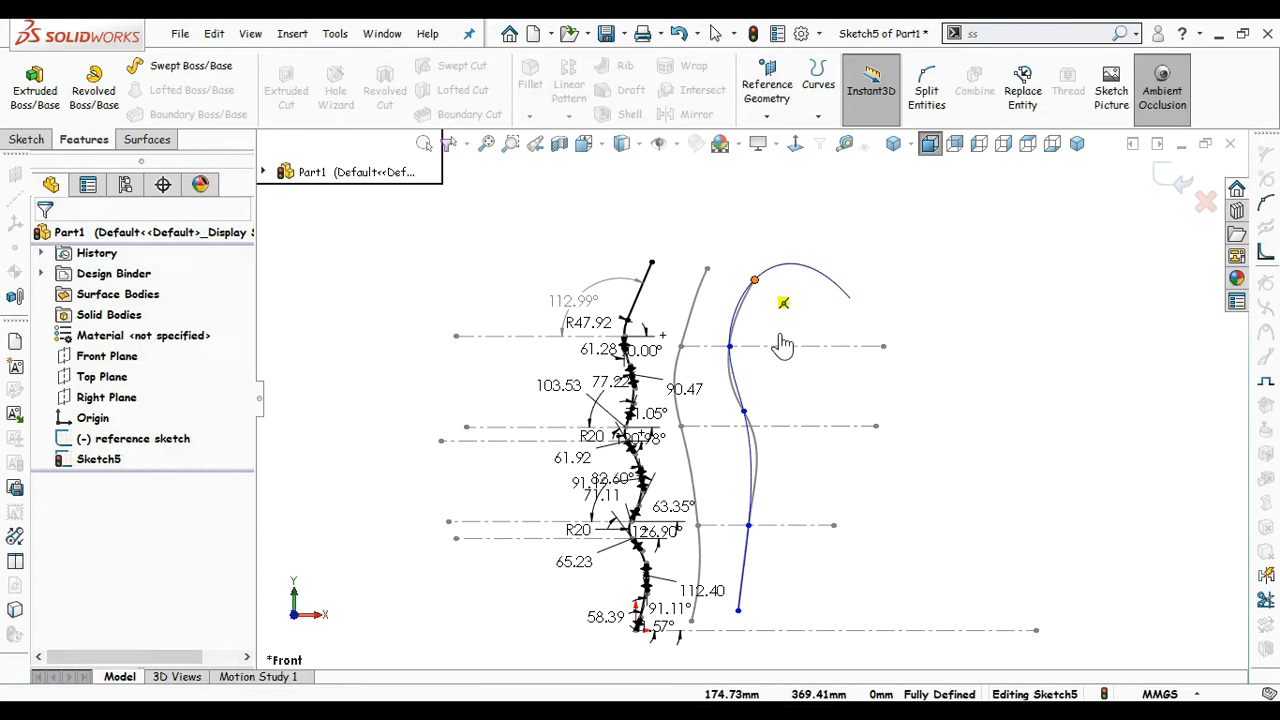 SOLIDWORKS
File Edit View Insert Tools Window Help
Sketch5 of Part1 *
ss
Extruded Boss/Base
Revolved Boss/Base
Swept Boss/Base
Lofted Boss/Base
Boundary Boss/Base
Extruded Cut
Hole Wizard
Revolved Cut
Swept Cut
Lofted Cut
Boundary Cut
Fillet
Linear Pattern
Rib
Draft
Shell
Wrap
Intersect
Mirror
Reference Geometry
Curves
Instant3D
Split Entities
Combine
Replace Entity
Thread
Sketch Picture
Ambient Occlusion
Sketch Features Surfaces
Part1 (Default<<Def...
Part1 (Default<<Default>_Display S
History
Design Binder
Surface Bodies
Solid Bodies
Material <not specified>
Front Plane
Top Plane
Right Plane
Origin
(-) reference sketch
Sketch5
112.99°
R47.92
61.28
0.00°
103.53
77.22
90.47
1.05°
R20
61.92
82.60°
71.11
63.35°
R20
126.90°
65.23
112.40
58.39
91.11°
57°
Y
X
*Front
Model 3D Views Motion Study 1
174.73mm 369.41mm 0mm Fully Defined Editing Sketch5 MMGS